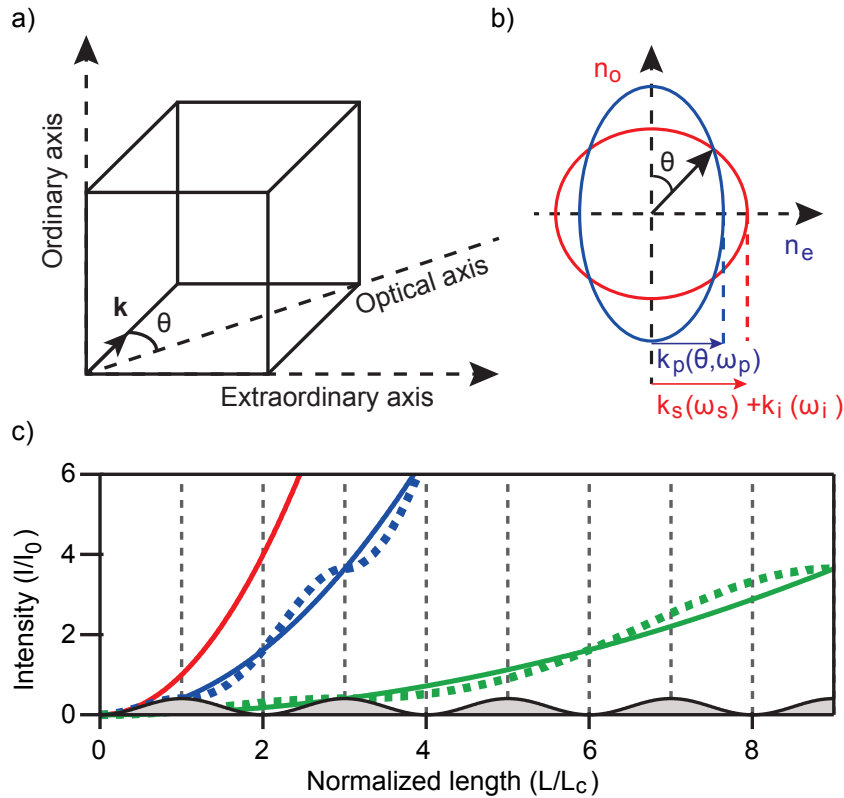 a)
Ordinary axis
k
θ
Optical axis
Extraordinary axis
b)
n_o
θ
n_e
k_p(θ,ω_p)
k_s(ω_s) +k_i(ω_i)
c)
Intensity (I/I_0)
6
4
2
0
0 2 4 6 8
Normalized length (L/L_c)